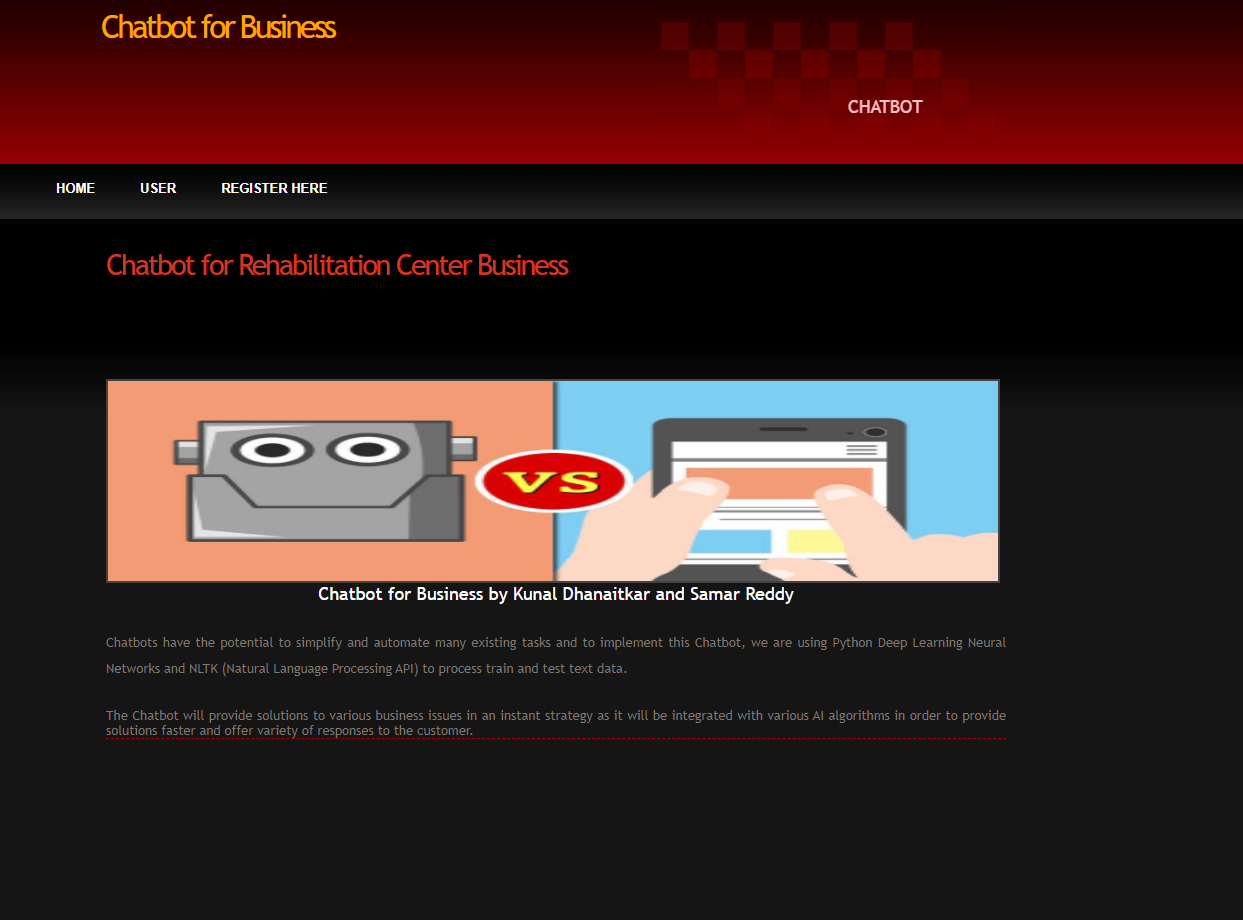 Chatbot for Business
CHATBOT
HOME USER REGISTER HERE
Chatbot for Rehabilitation Center Business
VS
Chatbot for Business by Kunal Dhanaitkar and Samar Reddy
Chatbots have the potential to simplify and automate many existing tasks and to implement this Chatbot, we are using Python Deep Learning Neural
Networks and NLTK (Natural Language Processing API) to process train and test text data.
The Chatbot will provide solutions to various business issues in an instant strategy as it will be integrated with various AI algorithms in order to provide
solutions faster and offer variety of responses to the customer.